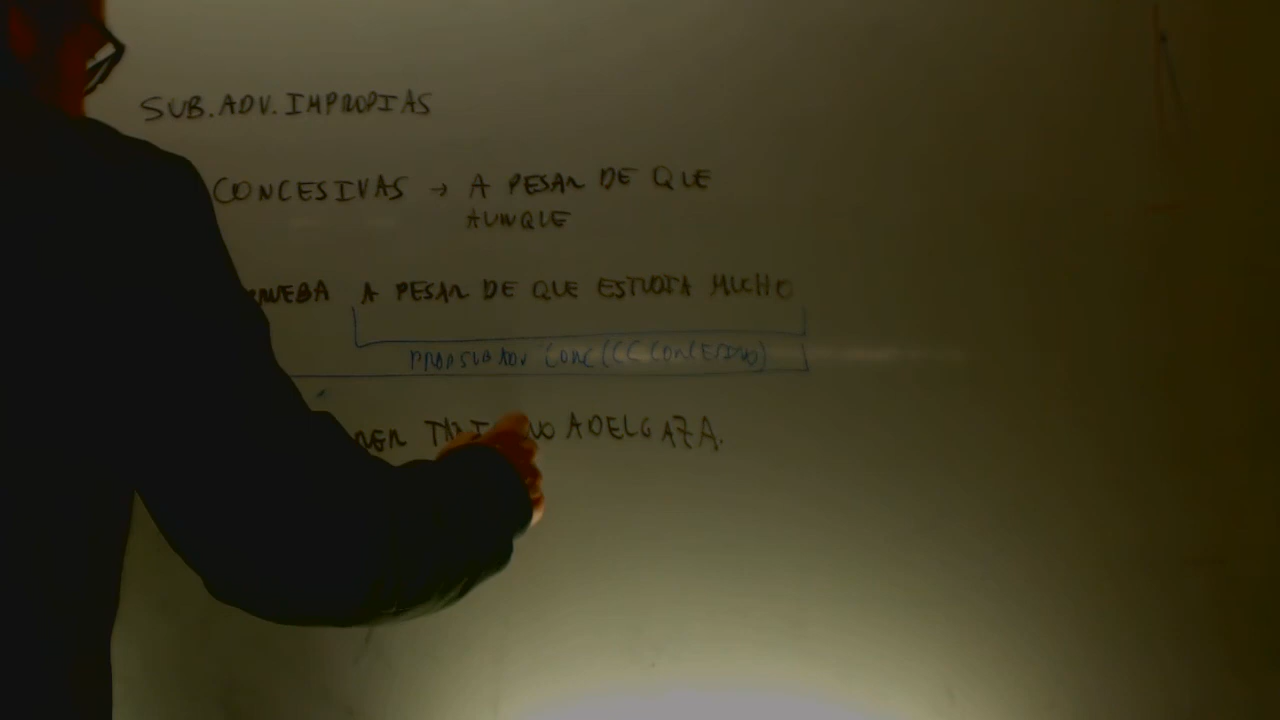 SUB. ADV. IMPROPIAS
CONCESIVAS → A PESAR DE QUE
AUNQUE
A PESAR DE QUE ESTUDIA MUCHO
PROP SUB ADV CONC (CC CONCESIVO)
NO ADELGAZA.